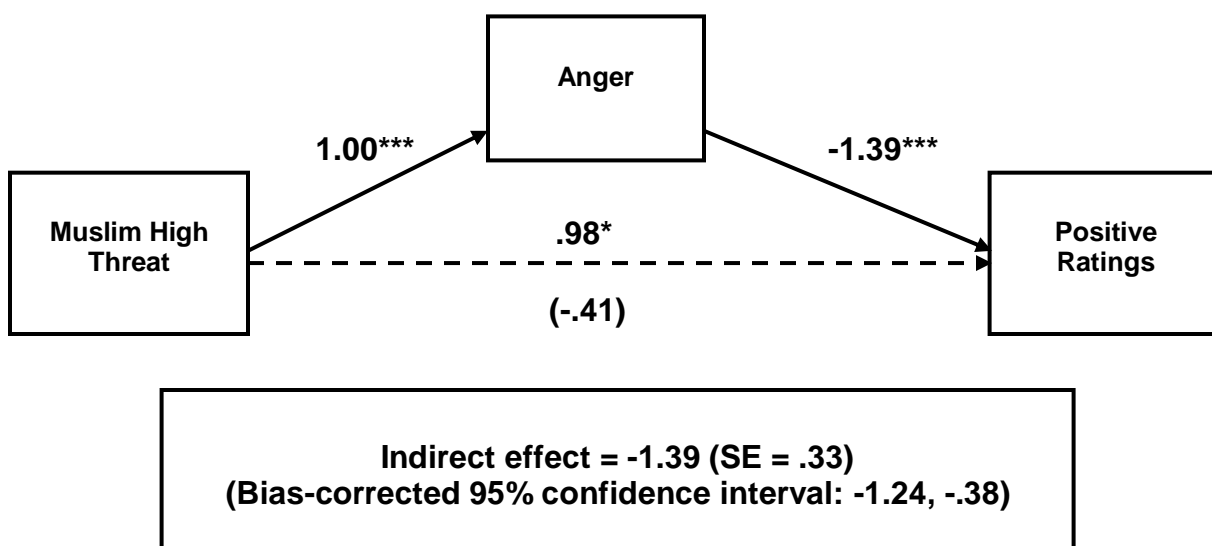 Anger
1.00***
-1.39***
Muslim High
Threat
.98*
Positive
Ratings
(-.41)
Indirect effect = -1.39 (SE = .33)
(Bias-corrected 95% confidence interval: -1.24, -.38)